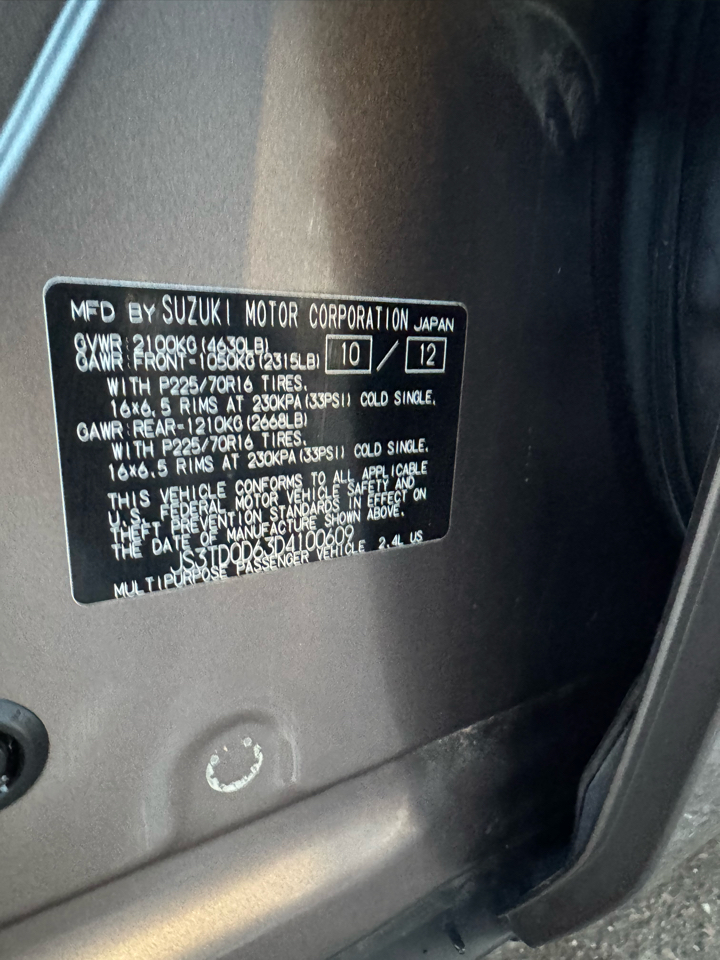 MFD BY SUZUKI MOTOR CORPORATION JAPAN
GVWR:2100KG(4630LB)
GAWR:FRONT-1050KG(2315LB) 10 / 12
WITH P225/70R16 TIRES.
16x6.5 RIMS AT 230KPA(33PSI) COLD SINGLE.
GAWR:REAR-1210KG(2668LB)
WITH P225/70R16 TIRES.
16x6.5 RIMS AT 230KPA(33PSI) COLD SINGLE.
THIS VEHICLE CONFORMS TO ALL APPLICABLE
U.S. FEDERAL MOTOR VEHICLE SAFETY AND
THEFT PREVENTION STANDARDS IN EFFECT ON
THE DATE OF MANUFACTURE SHOWN ABOVE.
JS3TD0D63D4100609
MULTIPURPOSE PASSENGER VEHICLE 2.4L US